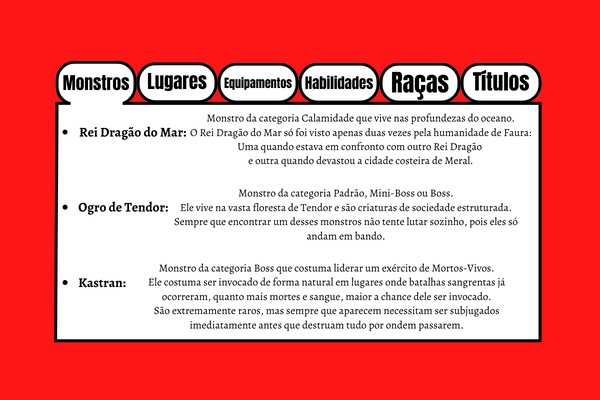 Monstros Lugares Equipamentos Habilidades Raças Títulos
Monstro da categoria Calamidade que vive nas profundezas do oceano.
• Rei Dragão do Mar: O Rei Dragão do Mar só foi visto apenas duas vezes pela humanidade de Faura:
Uma quando estava em confronto com outro Rei Dragão
e outra quando devastou a cidade costeira de Meral.
Monstro da categoria Padrão, Mini-Boss ou Boss.
• Ogro de Tendor: Ele vive na vasta floresta de Tendor e são criaturas de sociedade estruturada.
Sempre que encontrar um desses monstros não tente lutar sozinho, pois eles só
andam em bando.
Monstro da categoria Boss que costuma liderar um exército de Mortos-Vivos.
• Kastran: Ele costuma ser invocado de forma natural em lugares onde batalhas sangrentas já
ocorreram, quanto mais mortes e sangue, maior a chance dele ser invocado.
São extremamente raros, mas sempre que aparecem necessitam ser subjugados
imediatamente antes que destruam tudo por ondem passarem.